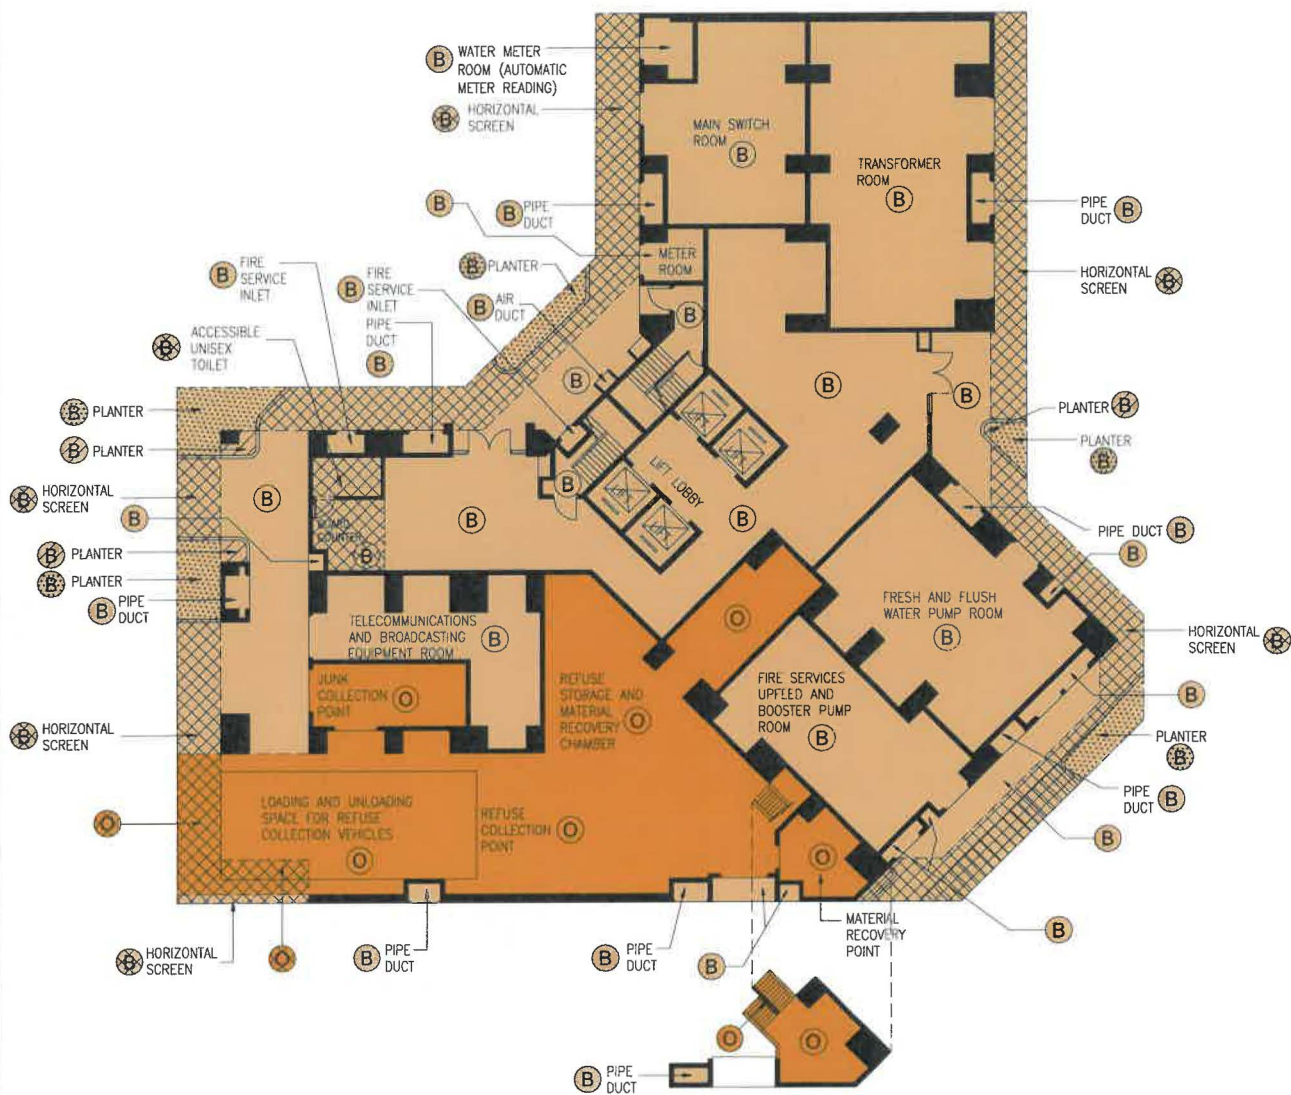 B WATER METER
ROOM (AUTOMATIC
METER READING)
B HORIZONTAL
SCREEN
MAIN SWITCH
ROOM B
TRANSFORMER
ROOM
B
B
B PIPE
DUCT
PIPE
DUCT B
METER
ROOM
B PLANTER
HORIZONTAL
SCREEN B
B FIRE
SERVICE
INLET
B FIRE
SERVICE
INLET
PIPE
DUCT
B
B AIR
DUCT
B
B ACCESSIBLE
UNISEX
TOILET
B
B
B
B PLANTER
PLANTER B
B PLANTER
PLANTER
B
B HORIZONTAL
SCREEN
B
B
LIFT
LOBBY
B
B
B
B
COUNTER
B
PIPE DUCT B
B
B PLANTER
B PLANTER
B PIPE
DUCT
TELECOMMUNICATIONS
AND BROADCASTING
EQUIPMENT ROOM
B
FRESH AND FLUSH
WATER PUMP ROOM
B
O
HORIZONTAL
SCREEN B
JUNK
COLLECTION
POINT
O
REFUSE
STORAGE AND
MATERIAL
RECOVERY
CHAMBER
O
FIRE SERVICES
UPFEED AND
BOOSTER PUMP
ROOM
B
B
B HORIZONTAL
SCREEN
PLANTER
B
PIPE
DUCT B
LOADING AND UNLOADING
SPACE FOR REFUSE
COLLECTION VEHICLES
O
REFUSE
COLLECTION
POINT
O
O
O
B
B HORIZONTAL
SCREEN
O
B PIPE
DUCT
B PIPE
DUCT
B
MATERIAL
RECOVERY
POINT
B
O
O
B PIPE
DUCT